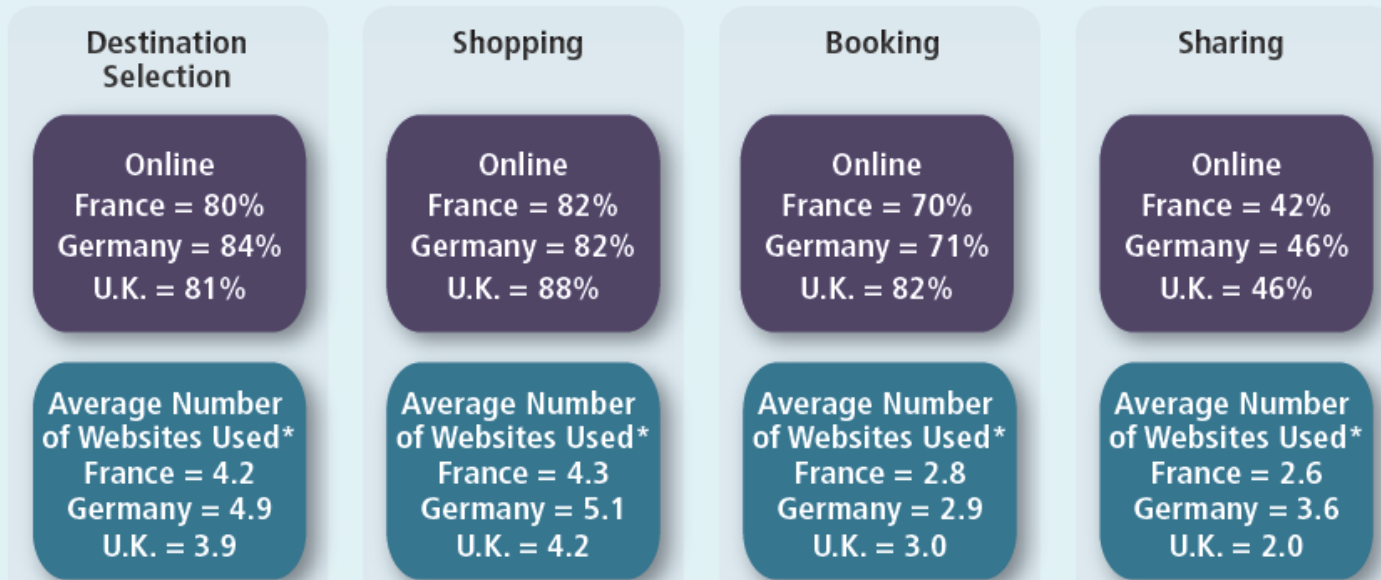 Destination
Selection
Online
France = 80%
Germany = 84%
U.K. = 81%
Average Number
of Websites Used*
France = 4.2
Germany = 4.9
U.K. = 3.9
Shopping
Online
France = 82%
Germany = 82%
U.K. = 88%
Average Number
of Websites Used*
France = 4.3
Germany = 5.1
U.K. = 4.2
Booking
Online
France = 70%
Germany = 71%
U.K. = 82%
Average Number
of Websites Used*
France = 2.8
Germany = 2.9
U.K. = 3.0
Sharing
Online
France = 42%
Germany = 46%
U.K. = 46%
Average Number
of Websites Used*
France = 2.6
Germany = 3.6
U.K. = 2.0